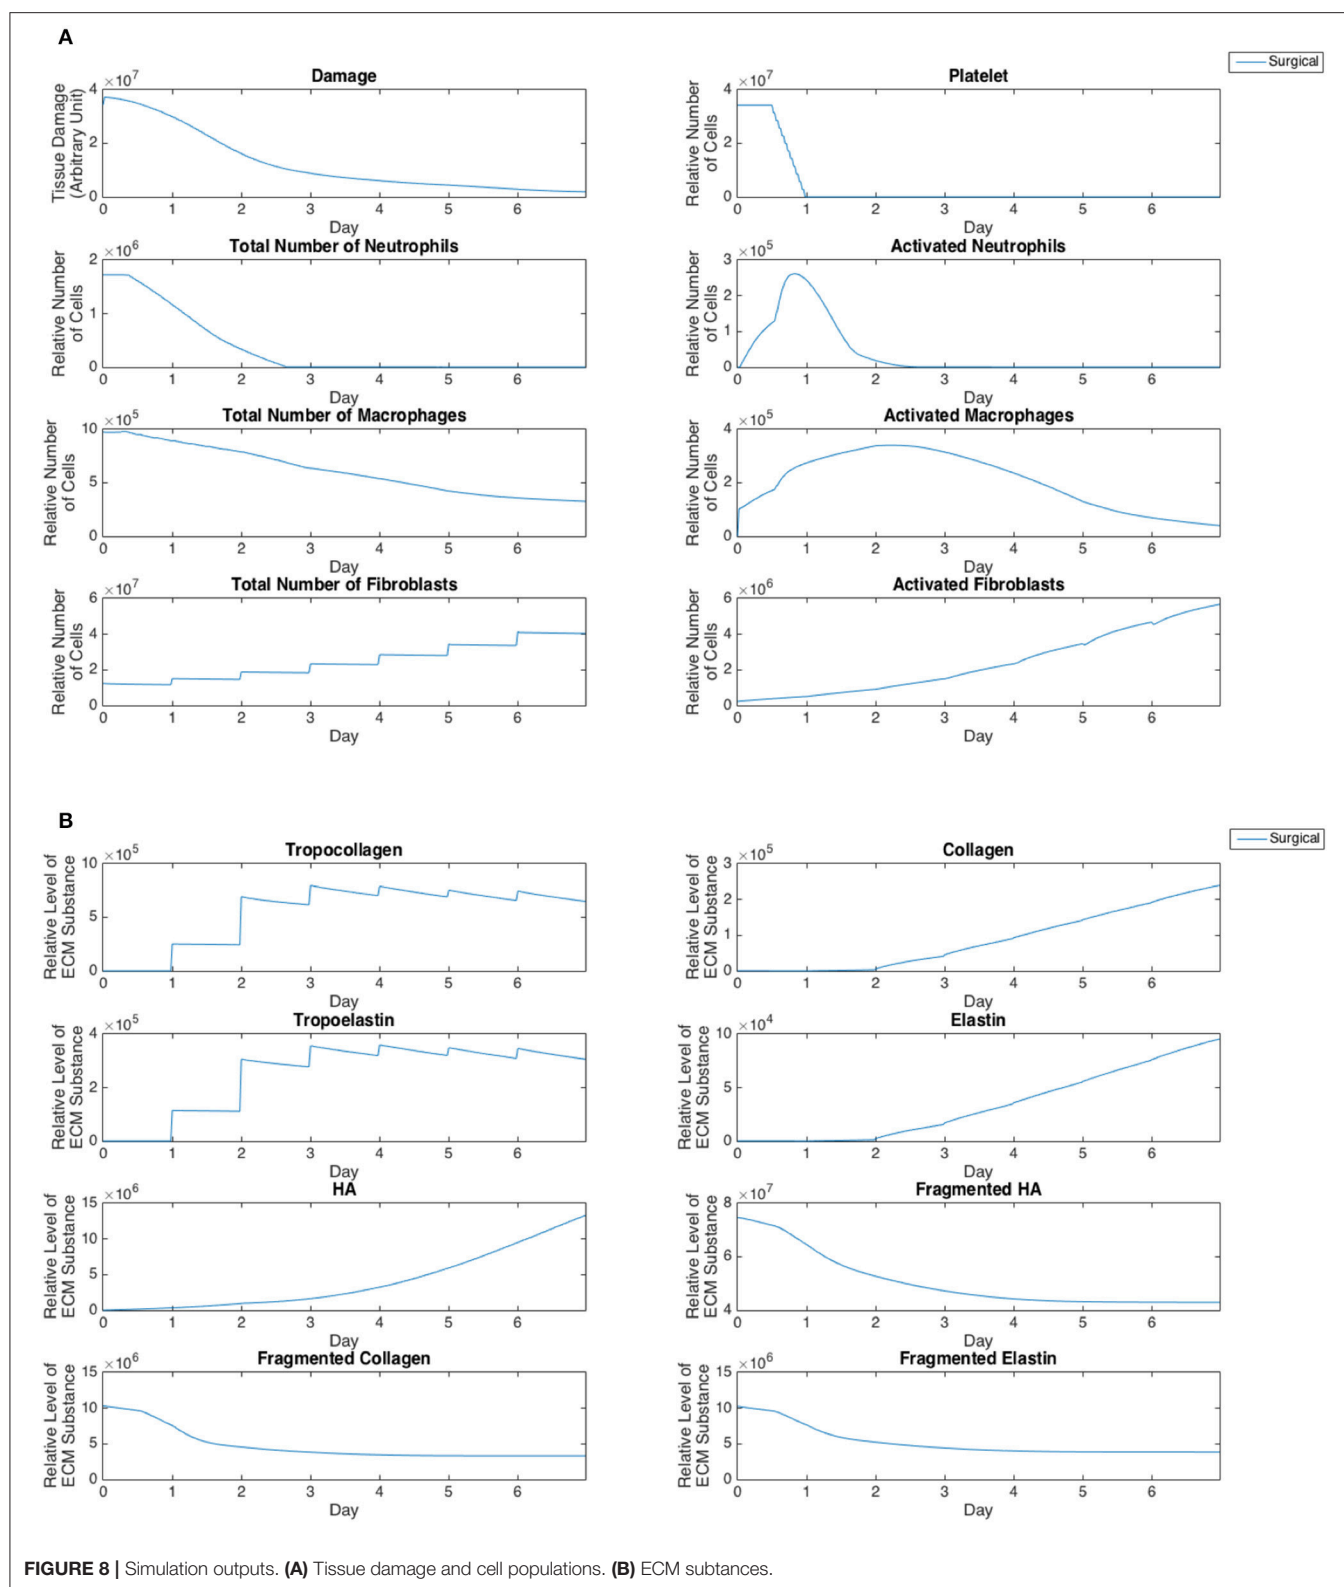 A
Surgical
Damage
×10^7
Tissue Damage
(Arbitrary Unit)
4
2
0
0 1 2 3 4 5 6
Day
Platelet
×10^7
Relative Number
of Cells
4
2
0
0 1 2 3 4 5 6
Day
Total Number of Neutrophils
×10^6
Relative Number
of Cells
2
1
0
0 1 2 3 4 5 6
Day
Activated Neutrophils
×10^5
Relative Number
of Cells
3
2
1
0
0 1 2 3 4 5 6
Day
Total Number of Macrophages
×10^5
Relative Number
of Cells
10
5
0
0 1 2 3 4 5 6
Day
Activated Macrophages
×10^5
Relative Number
of Cells
4
2
0
0 1 2 3 4 5 6
Day
Total Number of Fibroblasts
×10^7
Relative Number
of Cells
6
4
2
0
0 1 2 3 4 5 6
Day
Activated Fibroblasts
×10^6
Relative Number
of Cells
6
4
2
0
0 1 2 3 4 5 6
Day
B
Surgical
Tropocollagen
×10^5
Relative Level of
ECM Substance
10
5
0
0 1 2 3 4 5 6
Day
Collagen
×10^5
Relative Level of
ECM Substance
3
2
1
0
0 1 2 3 4 5 6
Day
Tropoelastin
×10^5
Relative Level of
ECM Substance
4
2
0
0 1 2 3 4 5 6
Day
Elastin
×10^4
Relative Level of
ECM Substance
10
5
0
0 1 2 3 4 5 6
Day
HA
×10^6
Relative Level of
ECM Substance
15
10
5
0
0 1 2 3 4 5 6
Day
Fragmented HA
×10^7
Relative Level of
ECM Substance
8
6
4
0 1 2 3 4 5 6
Day
Fragmented Collagen
×10^6
Relative Level of
ECM Substance
15
10
5
0
0 1 2 3 4 5 6
Day
Fragmented Elastin
×10^6
Relative Level of
ECM Substance
15
10
5
0
0 1 2 3 4 5 6
Day
FIGURE 8 | Simulation outputs. (A) Tissue damage and cell populations. (B) ECM subtances.